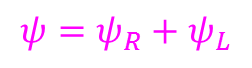 ψ = ψ_R + ψ_L